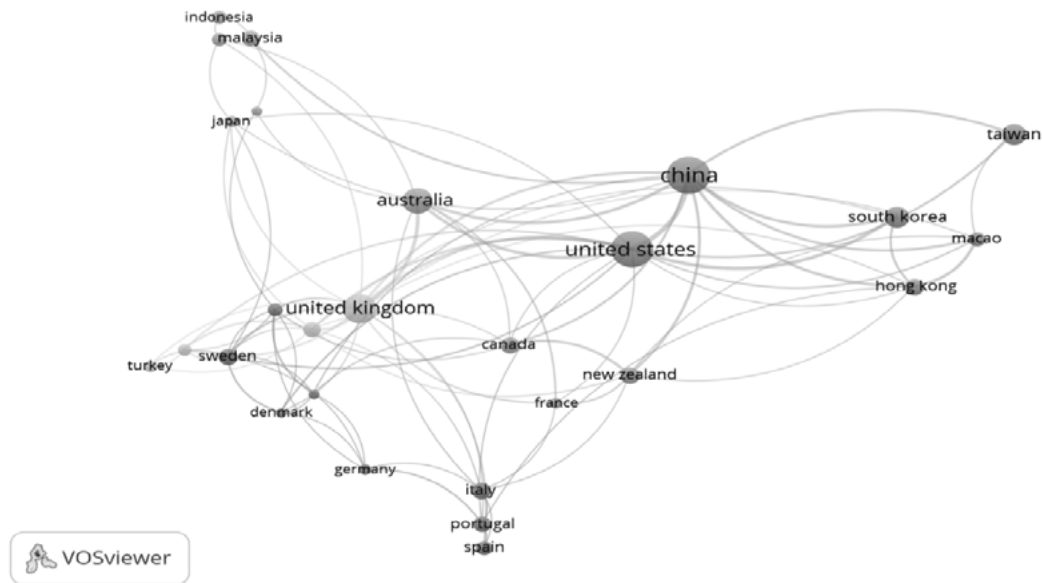 indonesia
malaysia
japan
taiwan
china
australia
south korea
macao
united states
hong kong
united kingdom
canada
sweden
turkey
new zealand
france
denmark
germany
italy
portugal
spain
VOSviewer